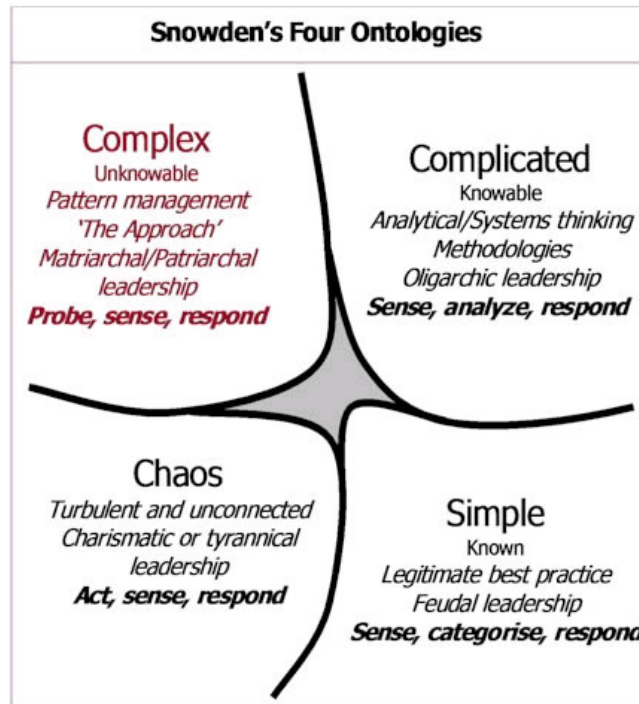 Snowden's Four Ontologies
Complex
Unknowable
Pattern management
‘The Approach’
Matriarchal/Patriarchal
leadership
Probe, sense, respond
Complicated
Knowable
Analytical/Systems thinking
Methodologies
Oligarchic leadership
Sense, analyze, respond
Chaos
Turbulent and unconnected
Charismatic or tyrannical
leadership
Act, sense, respond
Simple
Known
Legitimate best practice
Feudal leadership
Sense, categorise, respond